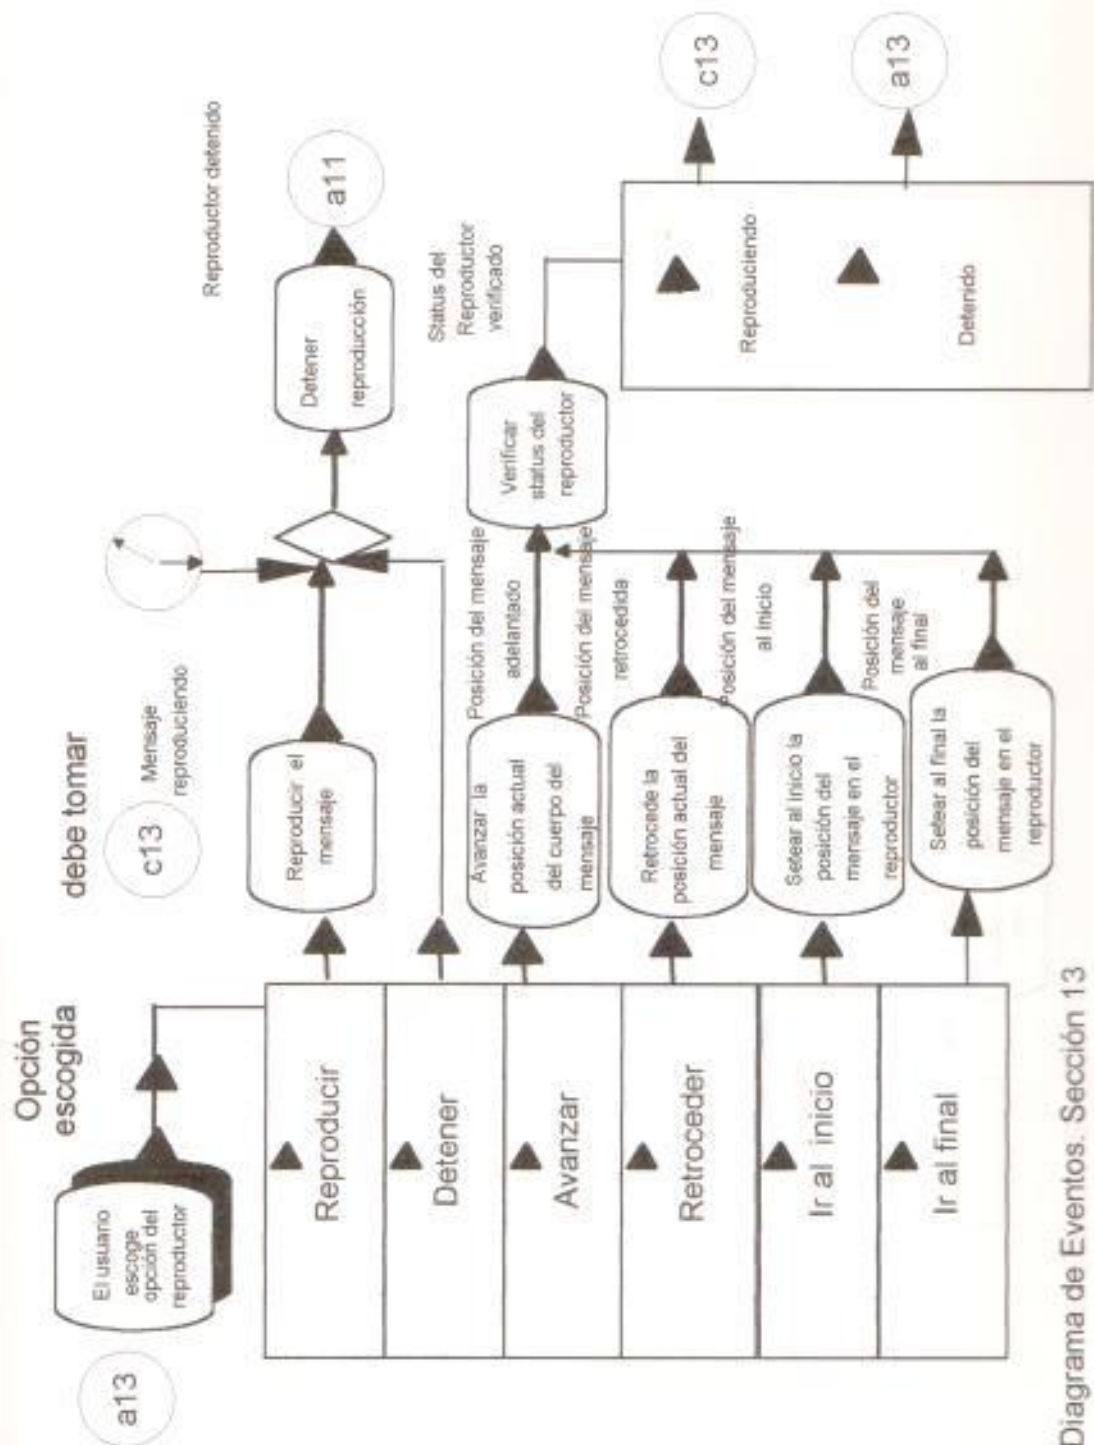 Opción
escogida
debe tomar
a13
El usuario
escoge
opción del
reproductor
c13
Mensaje
reproduciendo
Reproductor detenido
Reproducir
Reproducir el
mensaje
Detener
reproducción
a11
Detener
Avanzar
Avanzar la
posición actual
del cuerpo del
mensaje
Posición del mensaje
adelantado
Verificar
status del
reproductor
Status del
Reproductor
verificado
Retroceder
Retrocede la
posición actual del
mensaje
Posición del mensaje
retrocedida
Ir al inicio
Setear al inicio la
posición del
mensaje en el
reproductor
Posición del mensaje
al inicio
Ir al final
Setear al final la
posición del
mensaje en el
reproductor
Posición del
mensaje
al final
Reproduciendo
c13
Detenido
a13
Diagrama de Eventos. Sección 13